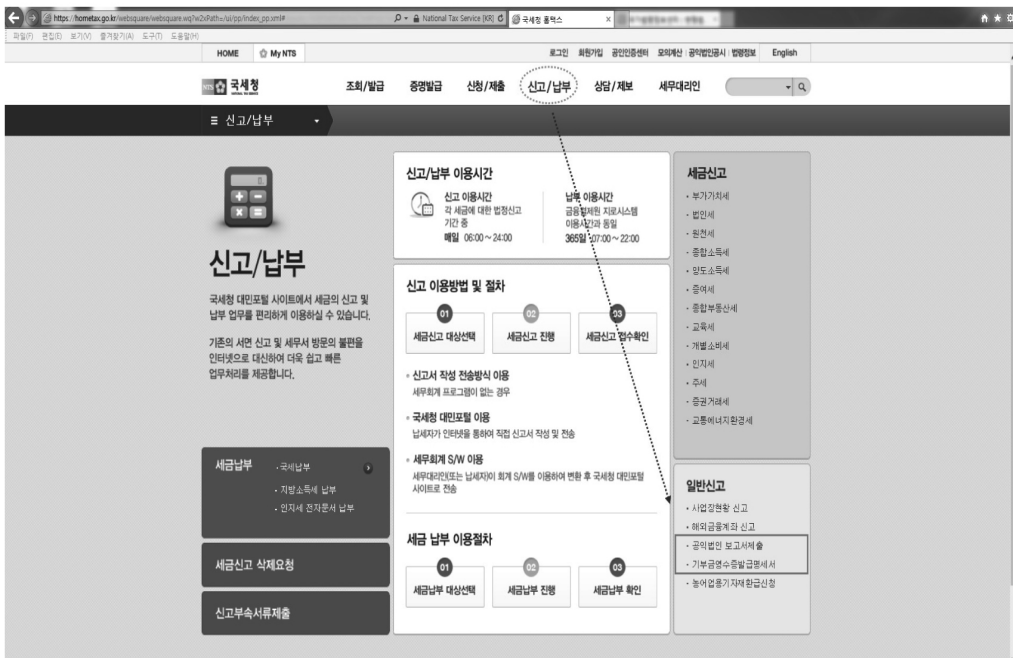 https://hometax.go.kr/websquare/websquare.wq?w2xPath=/ui/pp/index_pp.xml#
National Tax Service [KR]
국세청 홈택스
파일(F) 편집(E) 보기(V) 즐겨찾기(A) 도구(T) 도움말(H)
HOME My NTS
로그인 회원가입 공인인증센터 모의계산 공익법인공시 법령정보 English
NTS 국세청
조회/발급 증명발급 신청/제출 신고/납부 상담/제보 세무대리인
신고/납부
신고/납부
국세청 대민포털 사이트에서 세금의 신고 및
납부 업무를 편리하게 이용하실 수 있습니다.
기존의 서면 신고 및 세무서 방문의 불편을
인터넷으로 대신하여 더욱 쉽고 빠른
업무처리를 제공합니다.
세금납부
국세납부
지방소득세 납부
인지세 전자문서 납부
세금신고 삭제요청
신고부속서류제출
신고/납부 이용시간
신고 이용시간
각 세금에 대한 법정신고
기간 중
매일 06:00~24:00
납부 이용시간
금융결제원 지로시스템
이용시간과 동일
365일 07:00~22:00
신고 이용방법 및 절차
01 02 03
세금신고 대상선택 세금신고 진행 세금신고 접수확인
신고서 작성 전송방식 이용
세무회계 프로그램이 없는 경우
국세청 대민포털 이용
납세자가 인터넷을 통하여 직접 신고서 작성 및 전송
세무회계 S/W 이용
세무대리인(또는 납세자)이 회계 S/W를 이용하여 변환 후 국세청 대민포털
사이트로 전송
세금 납부 이용절차
01 02 03
세금납부 대상선택 세금납부 진행 세금납부 확인
세금신고
부가가치세
법인세
원천세
종합소득세
양도소득세
증여세
종합부동산세
교육세
개별소비세
인지세
주세
증권거래세
교통에너지환경세
일반신고
사업장현황 신고
해외금융계좌 신고
공익법인 보고서제출
기부금영수증발급명세서
농어업용기자재환급신청